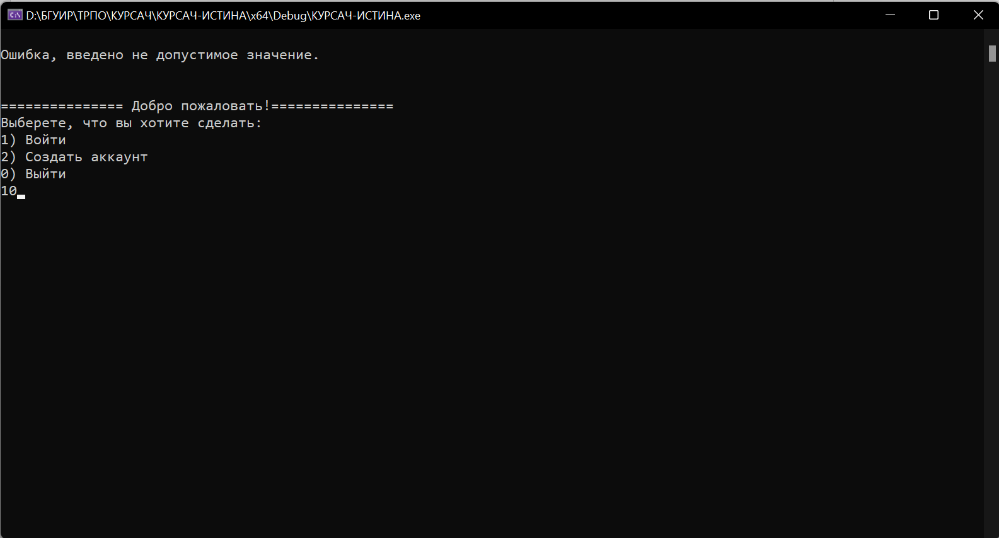 D:\БГУИР\ТРПО\КУРСАЧ\КУРСАЧ-ИСТИНА\x64\Debug\КУРСАЧ-ИСТИНА.exe
Ошибка, введено не допустимое значение.
=============== Добро пожаловать!===============
Выберете, что вы хотите сделать:
1) Войти
2) Создать аккаунт
0) Выйти
10